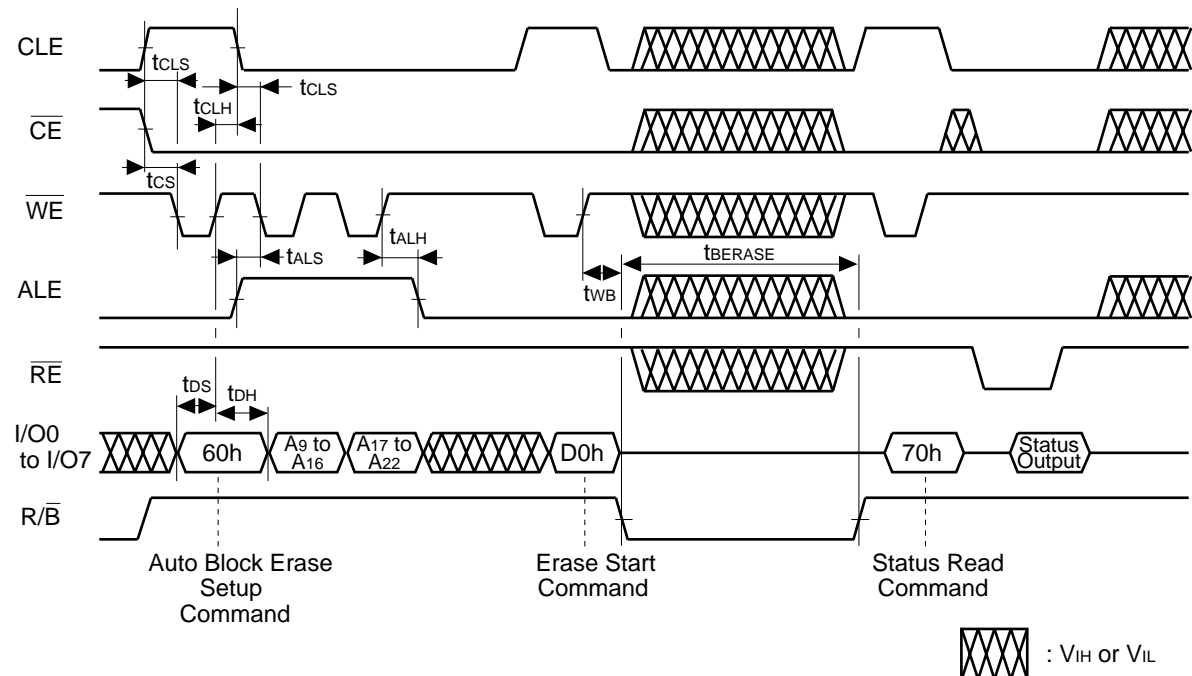 CLE
tCLS
tCLS
tCLH
CE
tCS
WE
tALH
tALS
tBERASE
tWB
ALE
RE
tDS
tDH
I/O0
to I/O7
60h
A9 to
A16
A17 to
A22
D0h
70h
Status
Output
R/B
Auto Block Erase
Setup
Command
Erase Start
Command
Status Read
Command
: VIH or VIL